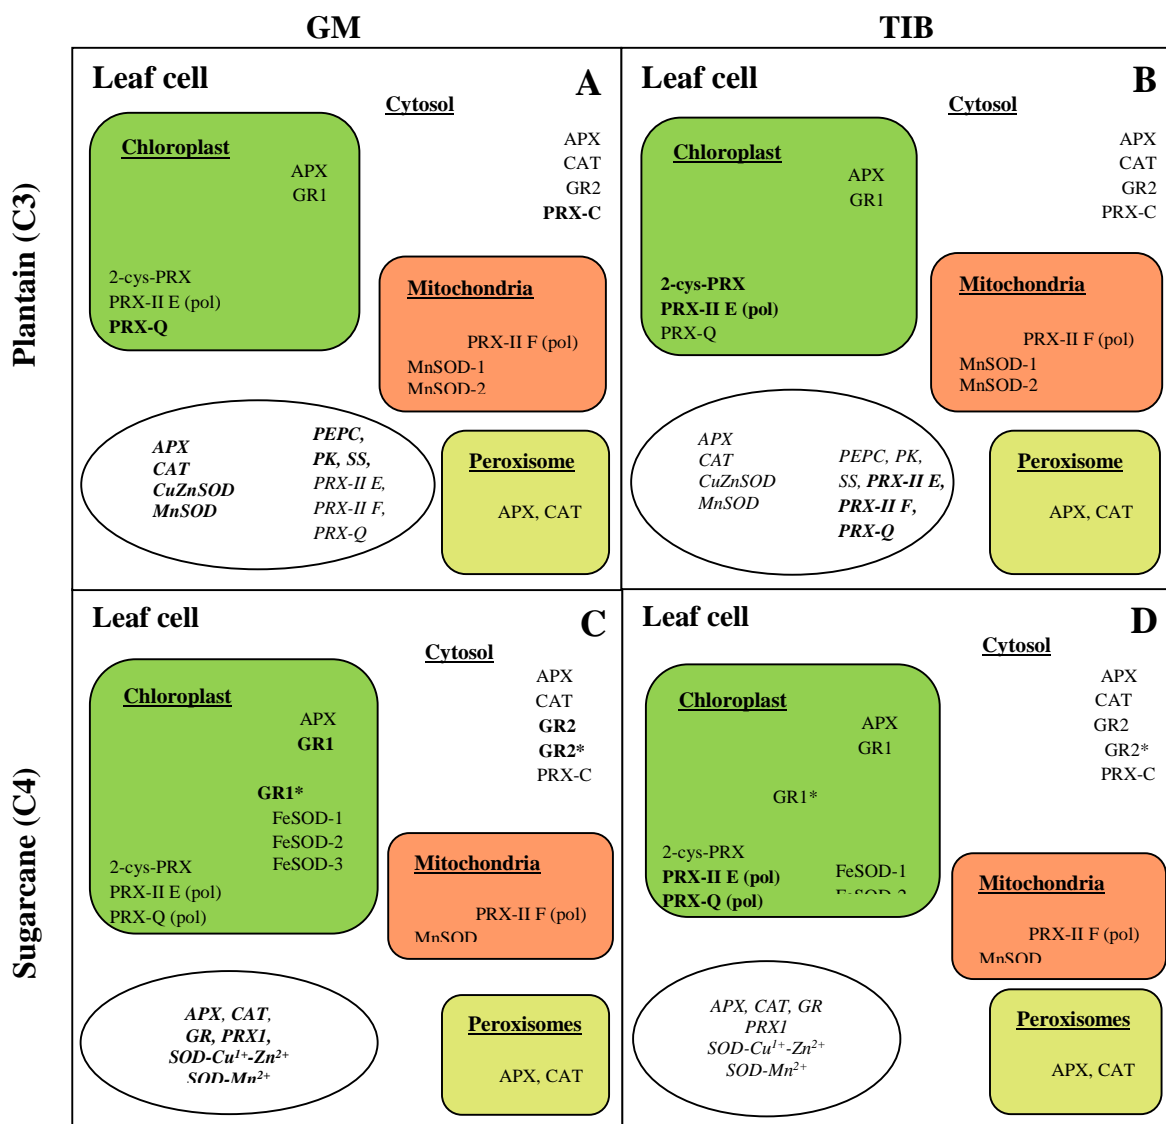 GM
TIB
Plantain (C3)
Leaf cell
A
Cytosol
APX
CAT
GR2
PRX-C
Chloroplast
APX
GR1
2-cys-PRX
PRX-II E (pol)
PRX-Q
Mitochondria
PRX-II F (pol)
MnSOD-1
MnSOD-2
APX
CAT
CuZnSOD
MnSOD
PEPC,
PK, SS,
PRX-II E,
PRX-II F,
PRX-Q
Peroxisome
APX, CAT
Leaf cell
B
Cytosol
APX
CAT
GR2
PRX-C
Chloroplast
APX
GR1
2-cys-PRX
PRX-II E (pol)
PRX-Q
Mitochondria
PRX-II F (pol)
MnSOD-1
MnSOD-2
APX
CAT
CuZnSOD
MnSOD
PEPC, PK,
SS, PRX-II E,
PRX-II F,
PRX-Q
Peroxisome
APX, CAT
Sugarcane (C4)
Leaf cell
C
Cytosol
APX
CAT
GR2
GR2*
PRX-C
Chloroplast
APX
GR1
GR1*
FeSOD-1
FeSOD-2
FeSOD-3
2-cys-PRX
PRX-II E (pol)
PRX-Q (pol)
Mitochondria
PRX-II F (pol)
MnSOD
APX, CAT,
GR, PRX1,
SOD-Cu¹⁺-Zn²⁺
SOD-Mn²⁺
Peroxisomes
APX, CAT
Leaf cell
D
Cytosol
APX
CAT
GR2
GR2*
PRX-C
Chloroplast
APX
GR1
GR1*
2-cys-PRX
PRX-II E (pol)
PRX-Q (pol)
FeSOD-1
FeSOD-2
Mitochondria
PRX-II F (pol)
MnSOD
APX, CAT, GR
PRX1
SOD-Cu¹⁺-Zn²⁺
SOD-Mn²⁺
Peroxisomes
APX, CAT